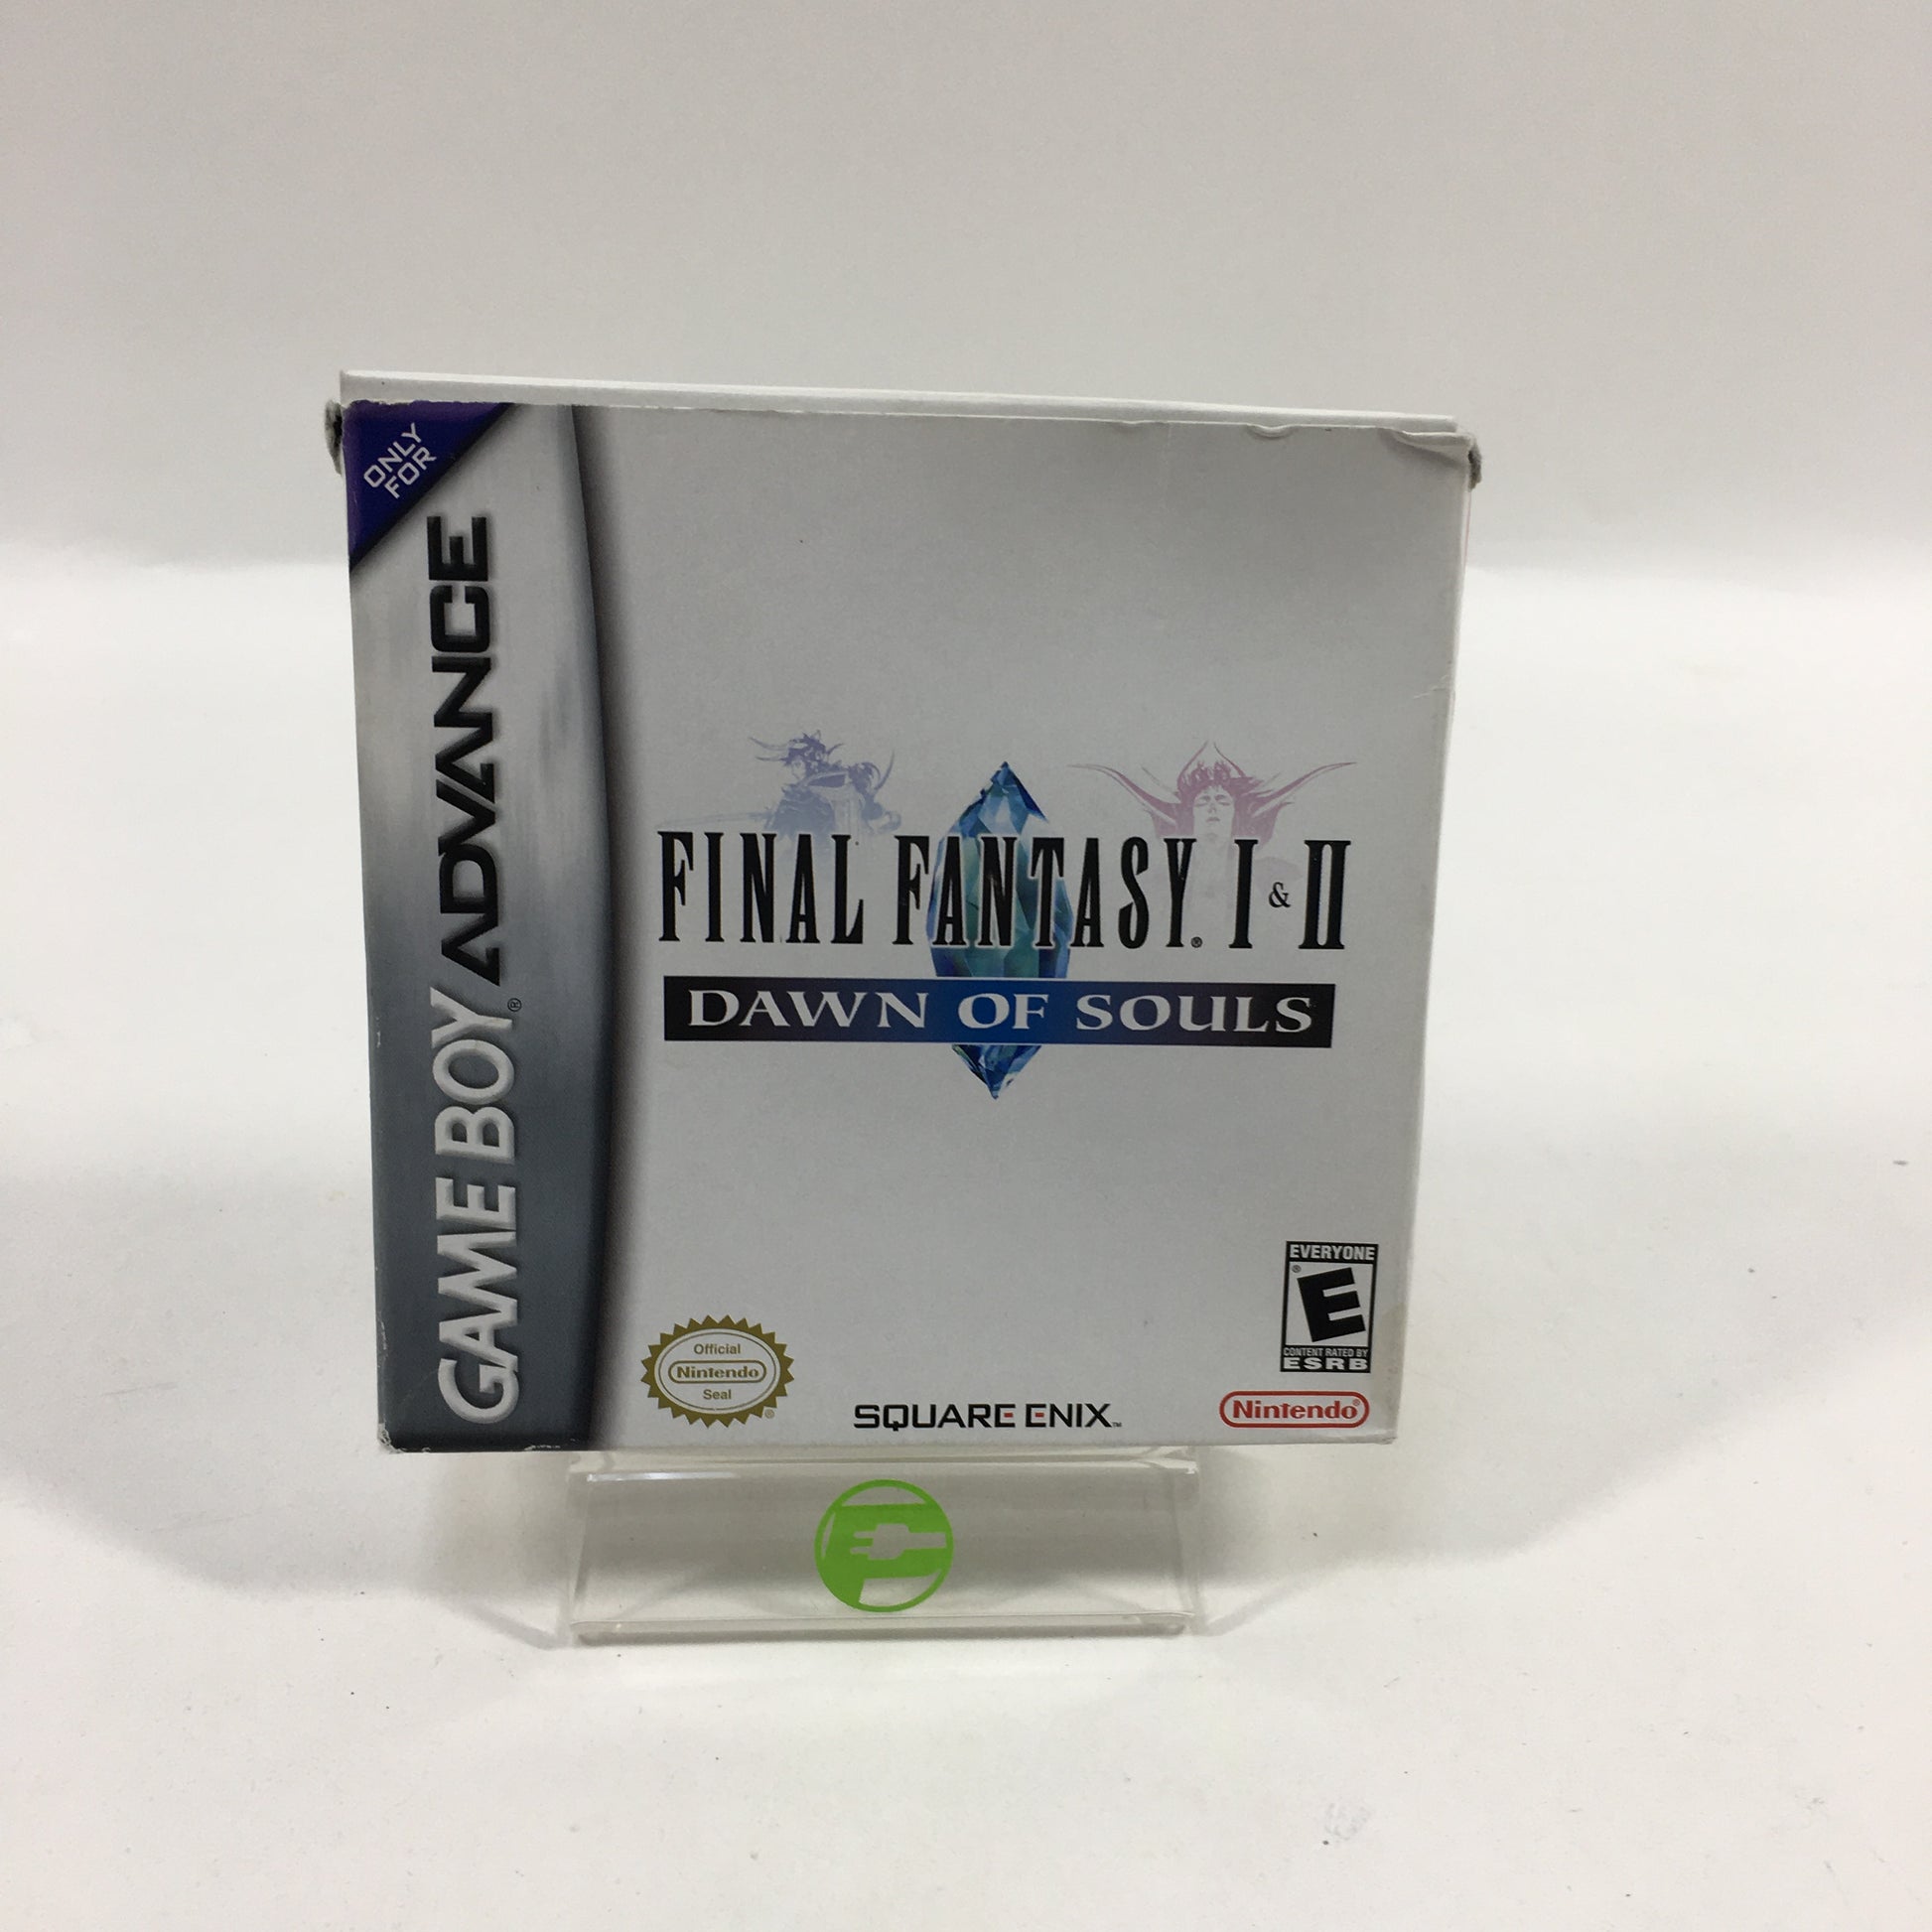 ONLY
FOR
GAME BOY ADVANCE
®
FINAL FANTASY® I & II
DAWN OF SOULS
EVERYONE
E
®
CONTENT RATED BY
ESRB
Official
Nintendo
Seal
®
SQUARE ENIX™
Nintendo®